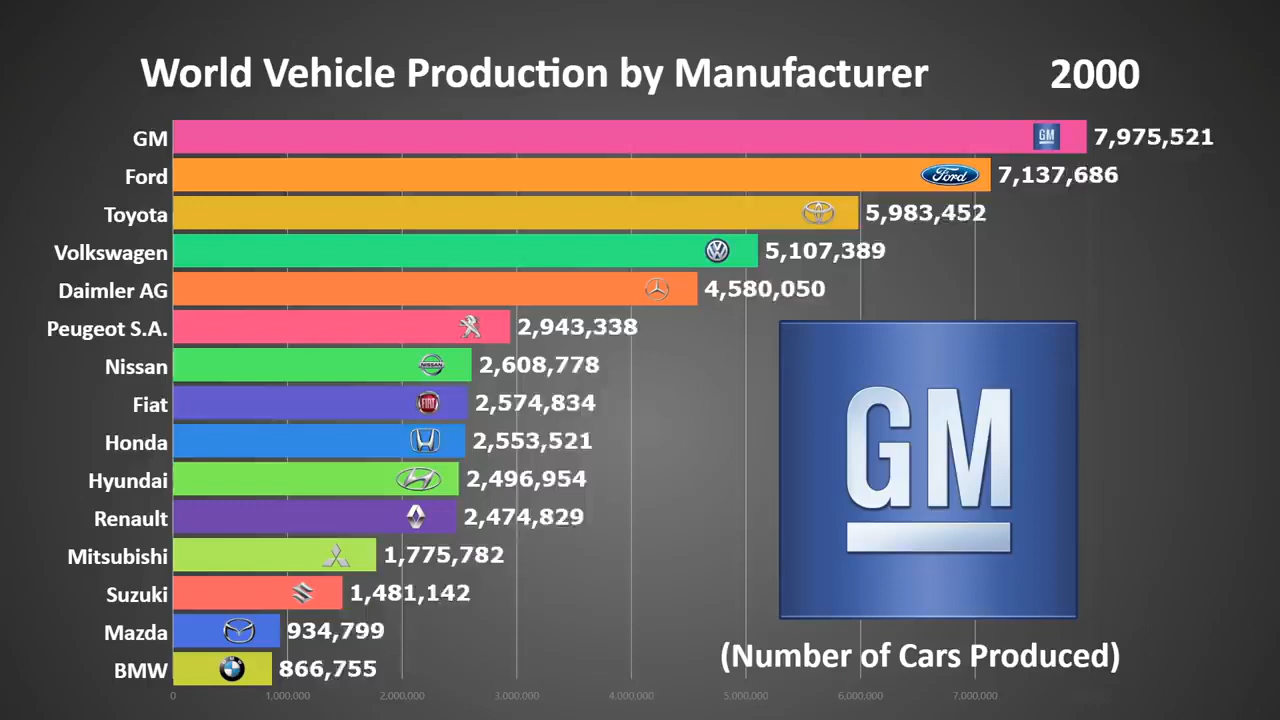 World Vehicle Production by Manufacturer 2000
GM GM 7,975,521
Ford Ford 7,137,686
Toyota 5,983,452
Volkswagen 5,107,389
Daimler AG 4,580,050
Peugeot S.A. 2,943,338
Nissan NISSAN 2,608,778
Fiat FIAT 2,574,834
Honda 2,553,521
Hyundai 2,496,954
Renault 2,474,829
Mitsubishi 1,775,782
Suzuki 1,481,142
Mazda 934,799
BMW 866,755
GM
(Number of Cars Produced)
0 1,000,000 2,000,000 3,000,000 4,000,000 5,000,000 6,000,000 7,000,000